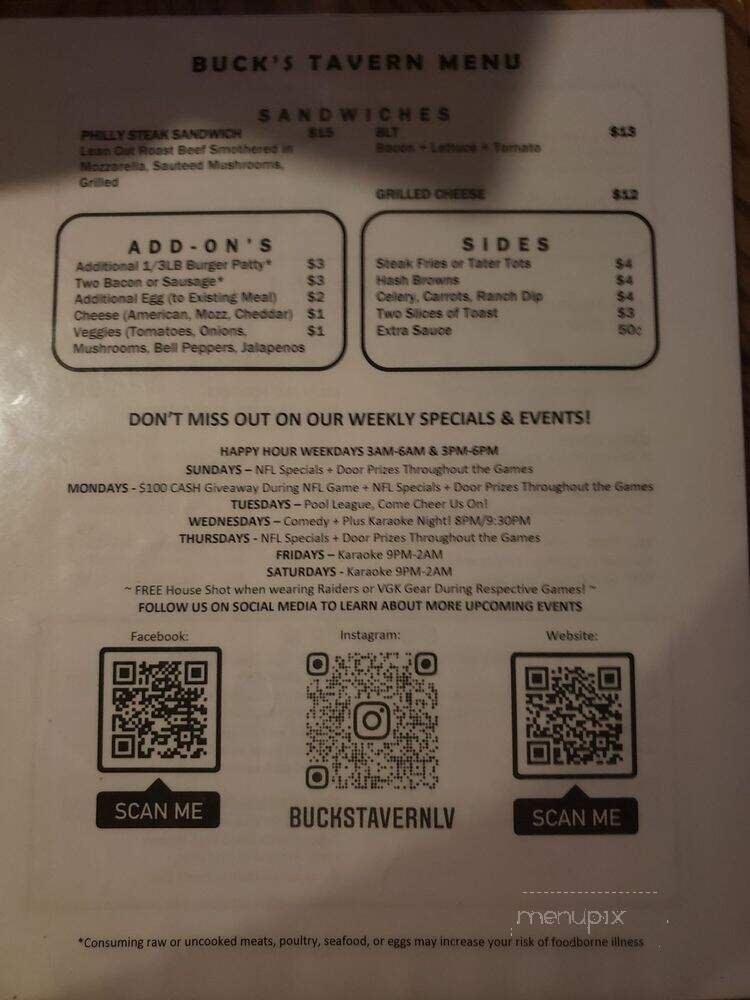 BUCK'S TAVERN MENU
SANDWICHES
PHILLY STEAK SANDWICH $15
Lean Cut Roast Beef Smothered in
Mozzarella, Sauteed Mushrooms,
Grilled
BLT $13
Bacon + Lettuce + Tomato
GRILLED CHEESE $12
ADD-ON'S
Additional 1/3LB Burger Patty* $3
Two Bacon or Sausage* $3
Additional Egg (to Existing Meal) $2
Cheese (American, Mozz, Cheddar) $1
Veggies (Tomatoes, Onions, $1
Mushrooms, Bell Peppers, Jalapenos
SIDES
Steak Fries or Tater Tots $4
Hash Browns $4
Celery, Carrots, Ranch Dip $4
Two Slices of Toast $3
Extra Sauce 50¢
DON'T MISS OUT ON OUR WEEKLY SPECIALS & EVENTS!
HAPPY HOUR WEEKDAYS 3AM-6AM & 3PM-6PM
SUNDAYS – NFL Specials + Door Prizes Throughout the Games
MONDAYS - $100 CASH Giveaway During NFL Game + NFL Specials + Door Prizes Throughout the Games
TUESDAYS – Pool League, Come Cheer Us On!
WEDNESDAYS – Comedy + Plus Karaoke Night! 8PM/9:30PM
THURSDAYS - NFL Specials + Door Prizes Throughout the Games
FRIDAYS – Karaoke 9PM-2AM
SATURDAYS - Karaoke 9PM-2AM
~ FREE House Shot when wearing Raiders or VGK Gear During Respective Games! ~
FOLLOW US ON SOCIAL MEDIA TO LEARN ABOUT MORE UPCOMING EVENTS
Facebook:
Instagram:
Website:
SCAN ME
BUCKSTAVERNLV
SCAN ME
menupix
*Consuming raw or uncooked meats, poultry, seafood, or eggs may increase your risk of foodborne illness